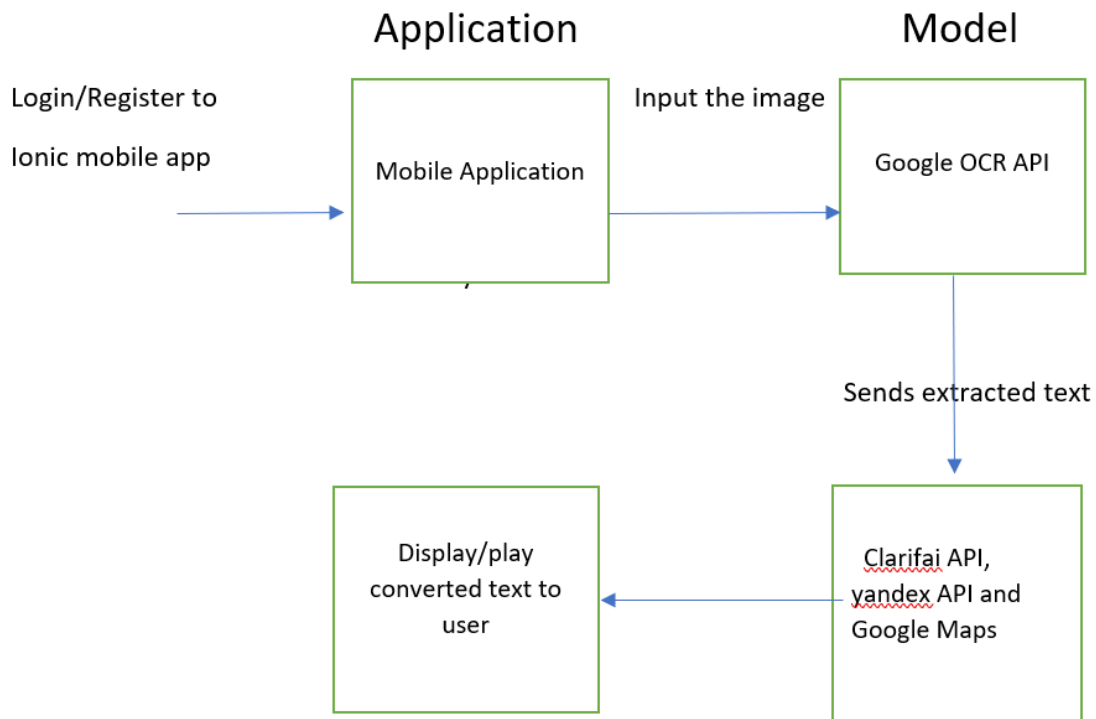 Application
Model
Login/Register to
Ionic mobile app
Mobile Application
Input the image
Google OCR API
Sends extracted text
Display/play
converted text to
user
Clarifai API,
yandex API and
Google Maps